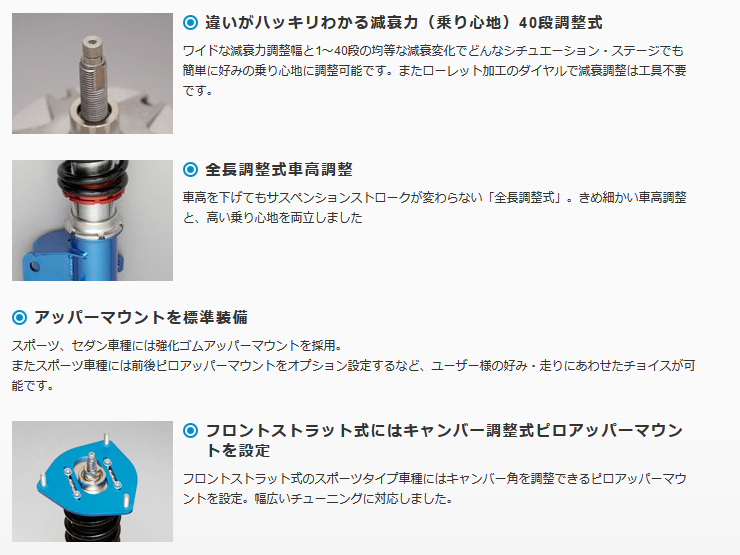 違いがハッキリわかる減衰力（乗り心地）40段調整式
ワイドな減衰力調整幅と1～40段の均等な減衰変化でどんなシチュエーション・ステージでも
簡単に好みの乗り心地に調整可能です。またローレット加工のダイヤルで減衰調整は工具不要
です。
全長調整式車高調整
車高を下げてもサスペンションストロークが変わらない「全長調整式」。きめ細かい車高調整
と、高い乗り心地を両立しました
アッパーマウントを標準装備
スポーツ、セダン車種には強化ゴムアッパーマウントを採用。
またスポーツ車種には前後ピロアッパーマウントをオプション設定するなど、ユーザー様の好み・走りにあわせたチョイスが可
能です。
フロントストラット式にはキャンバー調整式ピロアッパーマウン
トを設定
フロントストラット式のスポーツタイプ車種にはキャンバー角を調整できるピロアッパーマウ
ントを設定。幅広いチューニングに対応しました。